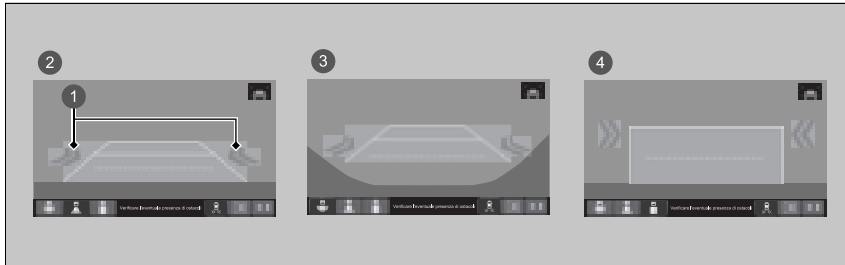 2
3
4
1
Verificare l'eventuale presenza di ostacoli
Verificare l'eventuale presenza di ostacoli
Verificare l'eventuale presenza di ostacoli